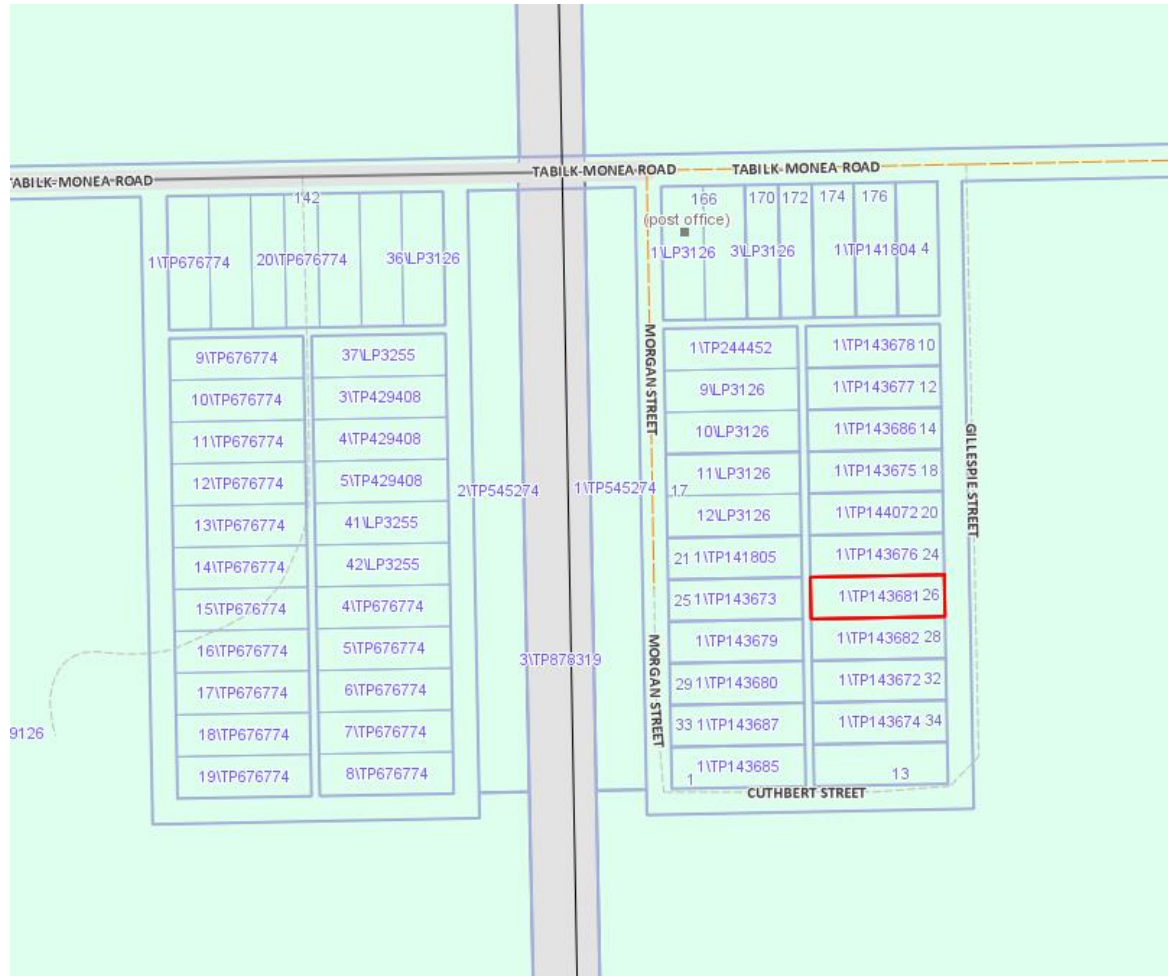 TABILK-MONEA ROAD
TABILK-MONEA ROAD
TABILK-MONEA ROAD
142
166
170
172
174
176
(post office)
1\TP676774
20\TP676774
36\LP3126
1\LP3126
3\LP3126
1\TP141804
4
9\TP676774
37\LP3255
10\TP676774
3\TP429408
11\TP676774
4\TP429408
12\TP676774
5\TP429408
13\TP676774
41\LP3255
14\TP676774
42\LP3255
15\TP676774
4\TP676774
16\TP676774
5\TP676774
17\TP676774
6\TP676774
18\TP676774
7\TP676774
19\TP676774
8\TP676774
9126
2\TP545274
1\TP545274
3\TP878319
MORGAN STREET
MORGAN STREET
1\TP244452
1\TP143678 10
9\LP3126
1\TP143677 12
10\LP3126
1\TP143686 14
11\LP3126
1\TP143675 18
17
12\LP3126
1\TP144072 20
21 1\TP141805
1\TP143676 24
25 1\TP143673
1\TP143681 26
1\TP143679
1\TP143682 28
29 1\TP143680
1\TP143672 32
33 1\TP143687
1\TP143674 34
1\TP143685
1
13
GILLESPIE STREET
CUTHBERT STREET